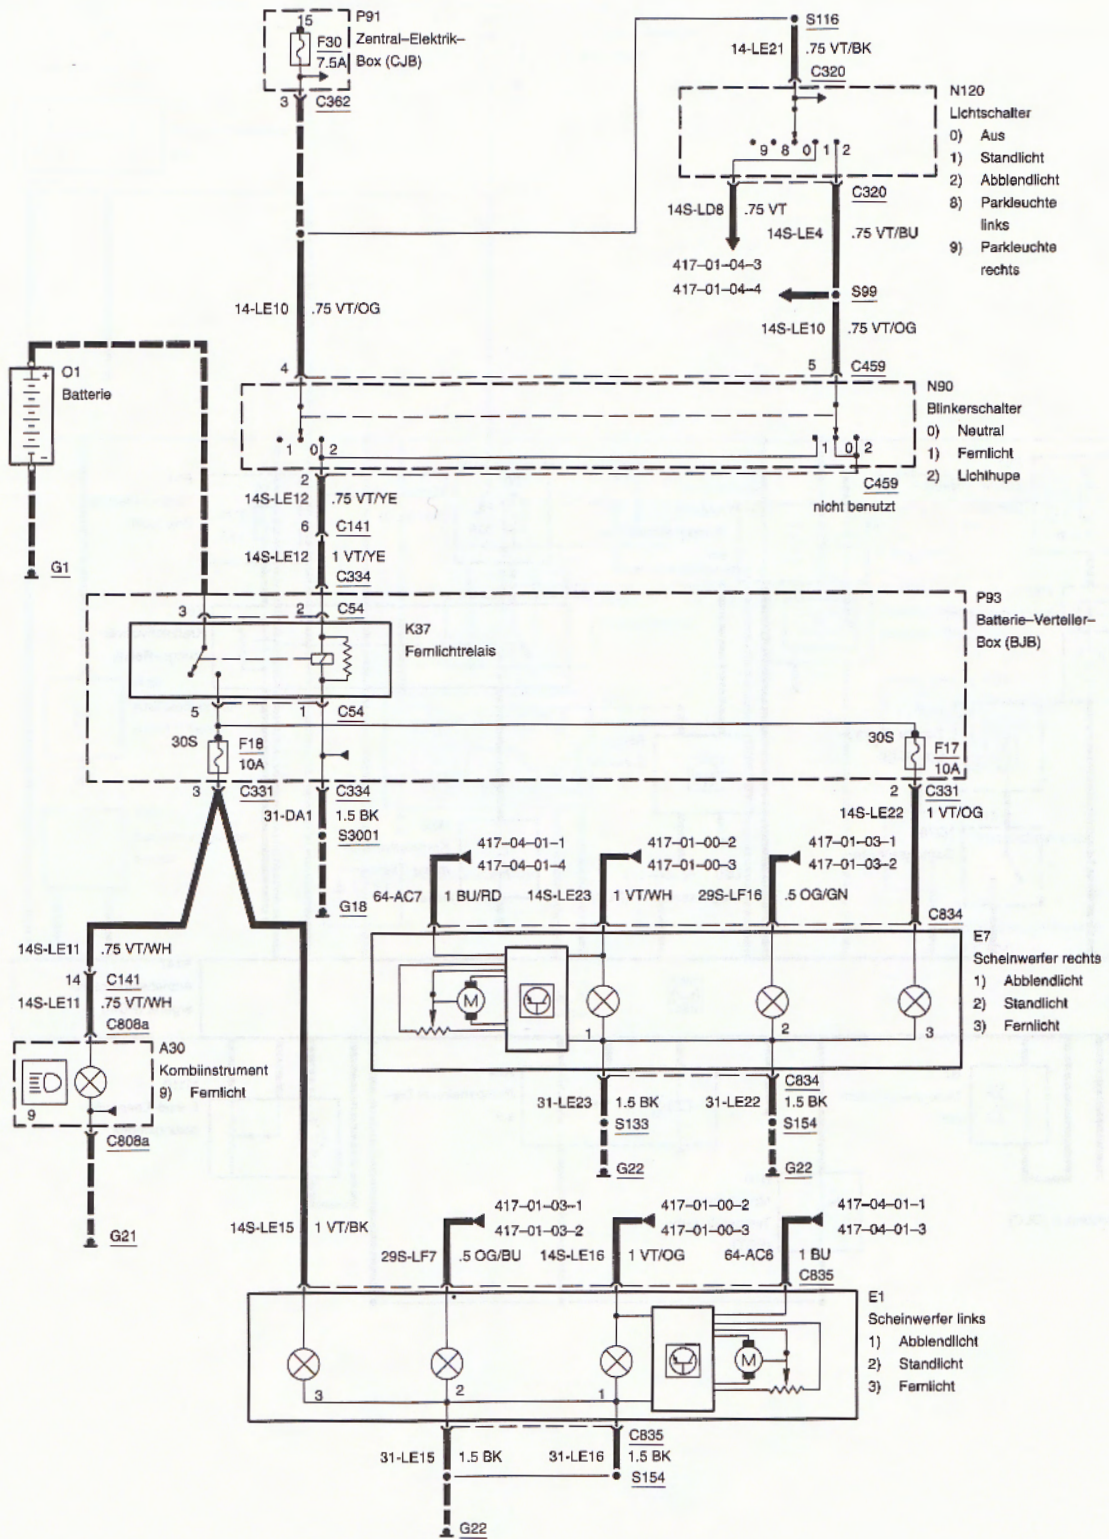 15
P91
F30
Zentral–Elektrik–
7.5A
Box (CJB)
3
C362
S116
14-LE21
.75 VT/BK
C320
N120
Lichtschalter
0) Aus
1) Standlicht
2) Abblendlicht
8) Parkleuchte
links
9) Parkleuchte
rechts
9 8 0 1 2
C320
14S-LD8
.75 VT
14S-LE4
.75 VT/BU
417–01–04–3
417–01–04–4
S99
14-LE10
.75 VT/OG
14S-LE10
.75 VT/OG
4
5
C459
O1
Batterie
+
-
N90
Blinkerschalter
0) Neutral
1) Fernlicht
2) Lichthupe
1 0 2
1 0 2
2
C459
nicht benutzt
14S-LE12
.75 VT/YE
6
C141
14S-LE12
1 VT/YE
C334
G1
P93
Batterie–Verteiler–
Box (BJB)
3
2
C54
K37
Fernlichtrelais
5
1
C54
30S
F18
10A
30S
F17
10A
3
C331
C334
2
C331
31-DA1
1.5 BK
14S-LE22
1 VT/OG
S3001
417–04–01–1
417–04–01–4
417–01–00–2
417–01–00–3
417–01–03–1
417–01–03–2
G18
64-AC7
1 BU/RD
14S-LE23
1 VT/WH
29S-LF16
.5 OG/GN
C834
14S-LE11
.75 VT/WH
14
C141
14S-LE11
.75 VT/WH
C808a
E7
Scheinwerfer rechts
1) Abblendlicht
2) Standlicht
3) Fernlicht
M
1
2
3
A30
Kombiinstrument
9) Fernlicht
9
C808a
G21
C834
31-LE23
1.5 BK
31-LE22
1.5 BK
S133
S154
G22
G22
14S-LE15
1 VT/BK
417–01–03–1
417–01–03–2
417–01–00–2
417–01–00–3
417–04–01–1
417–04–01–3
29S-LF7
.5 OG/BU
14S-LE16
1 VT/OG
64-AC6
1 BU
C835
E1
Scheinwerfer links
1) Abblendlicht
2) Standlicht
3) Fernlicht
M
3
2
1
C835
31-LE15
1.5 BK
31-LE16
1.5 BK
S154
G22